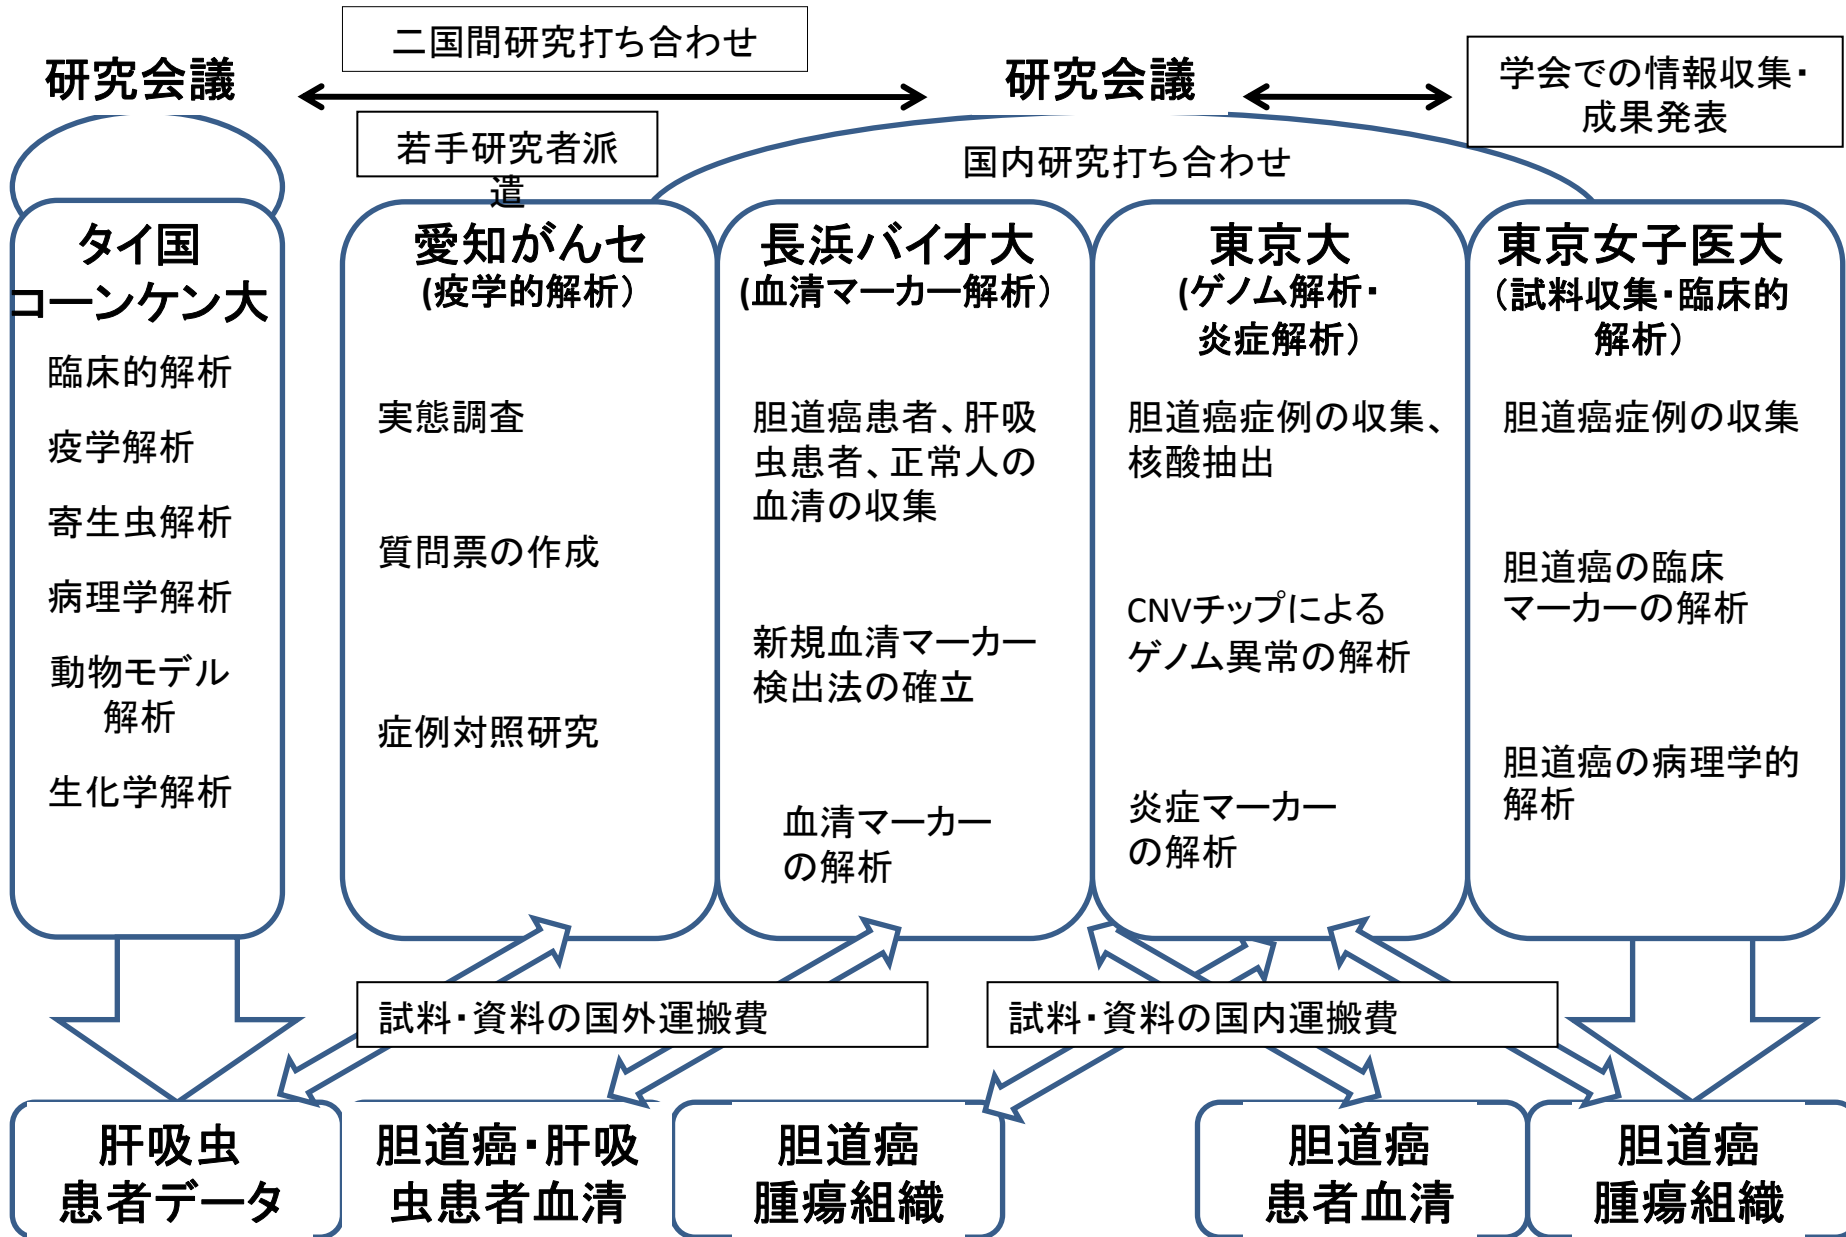 二国間研究打ち合わせ
研究会議
研究会議
学会での情報収集・
成果発表
若手研究者派
遣
国内研究打ち合わせ
タイ国
コーンケン大
臨床的解析
疫学解析
寄生虫解析
病理学解析
動物モデル
解析
生化学解析
愛知がんセ
(疫学的解析）
実態調査
質問票の作成
症例対照研究
長浜バイオ大
(血清マーカー解析）
胆道癌患者、肝吸
虫患者、正常人の
血清の収集
新規血清マーカー
検出法の確立
血清マーカー
の解析
東京大
(ゲノム解析・
炎症解析）
胆道癌症例の収集、
核酸抽出
CNVチップによる
ゲノム異常の解析
炎症マーカー
の解析
東京女子医大
（試料収集・臨床的
解析）
胆道癌症例の収集
胆道癌の臨床
マーカーの解析
胆道癌の病理学的
解析
試料・資料の国外運搬費
試料・資料の国内運搬費
肝吸虫
患者データ
胆道癌・肝吸
虫患者血清
胆道癌
腫瘍組織
胆道癌
患者血清
胆道癌
腫瘍組織